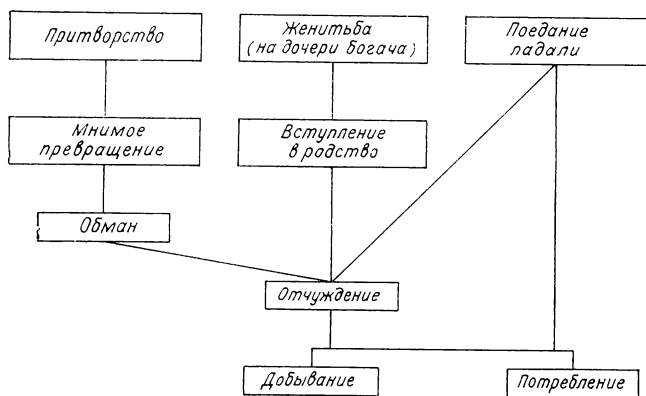 Притворство
Женитьба
(на дочери богача)
Поедание
падали
Мнимое
превращение
Вступление
в родство
Обман
Отчуждение
Добывание
Потребление